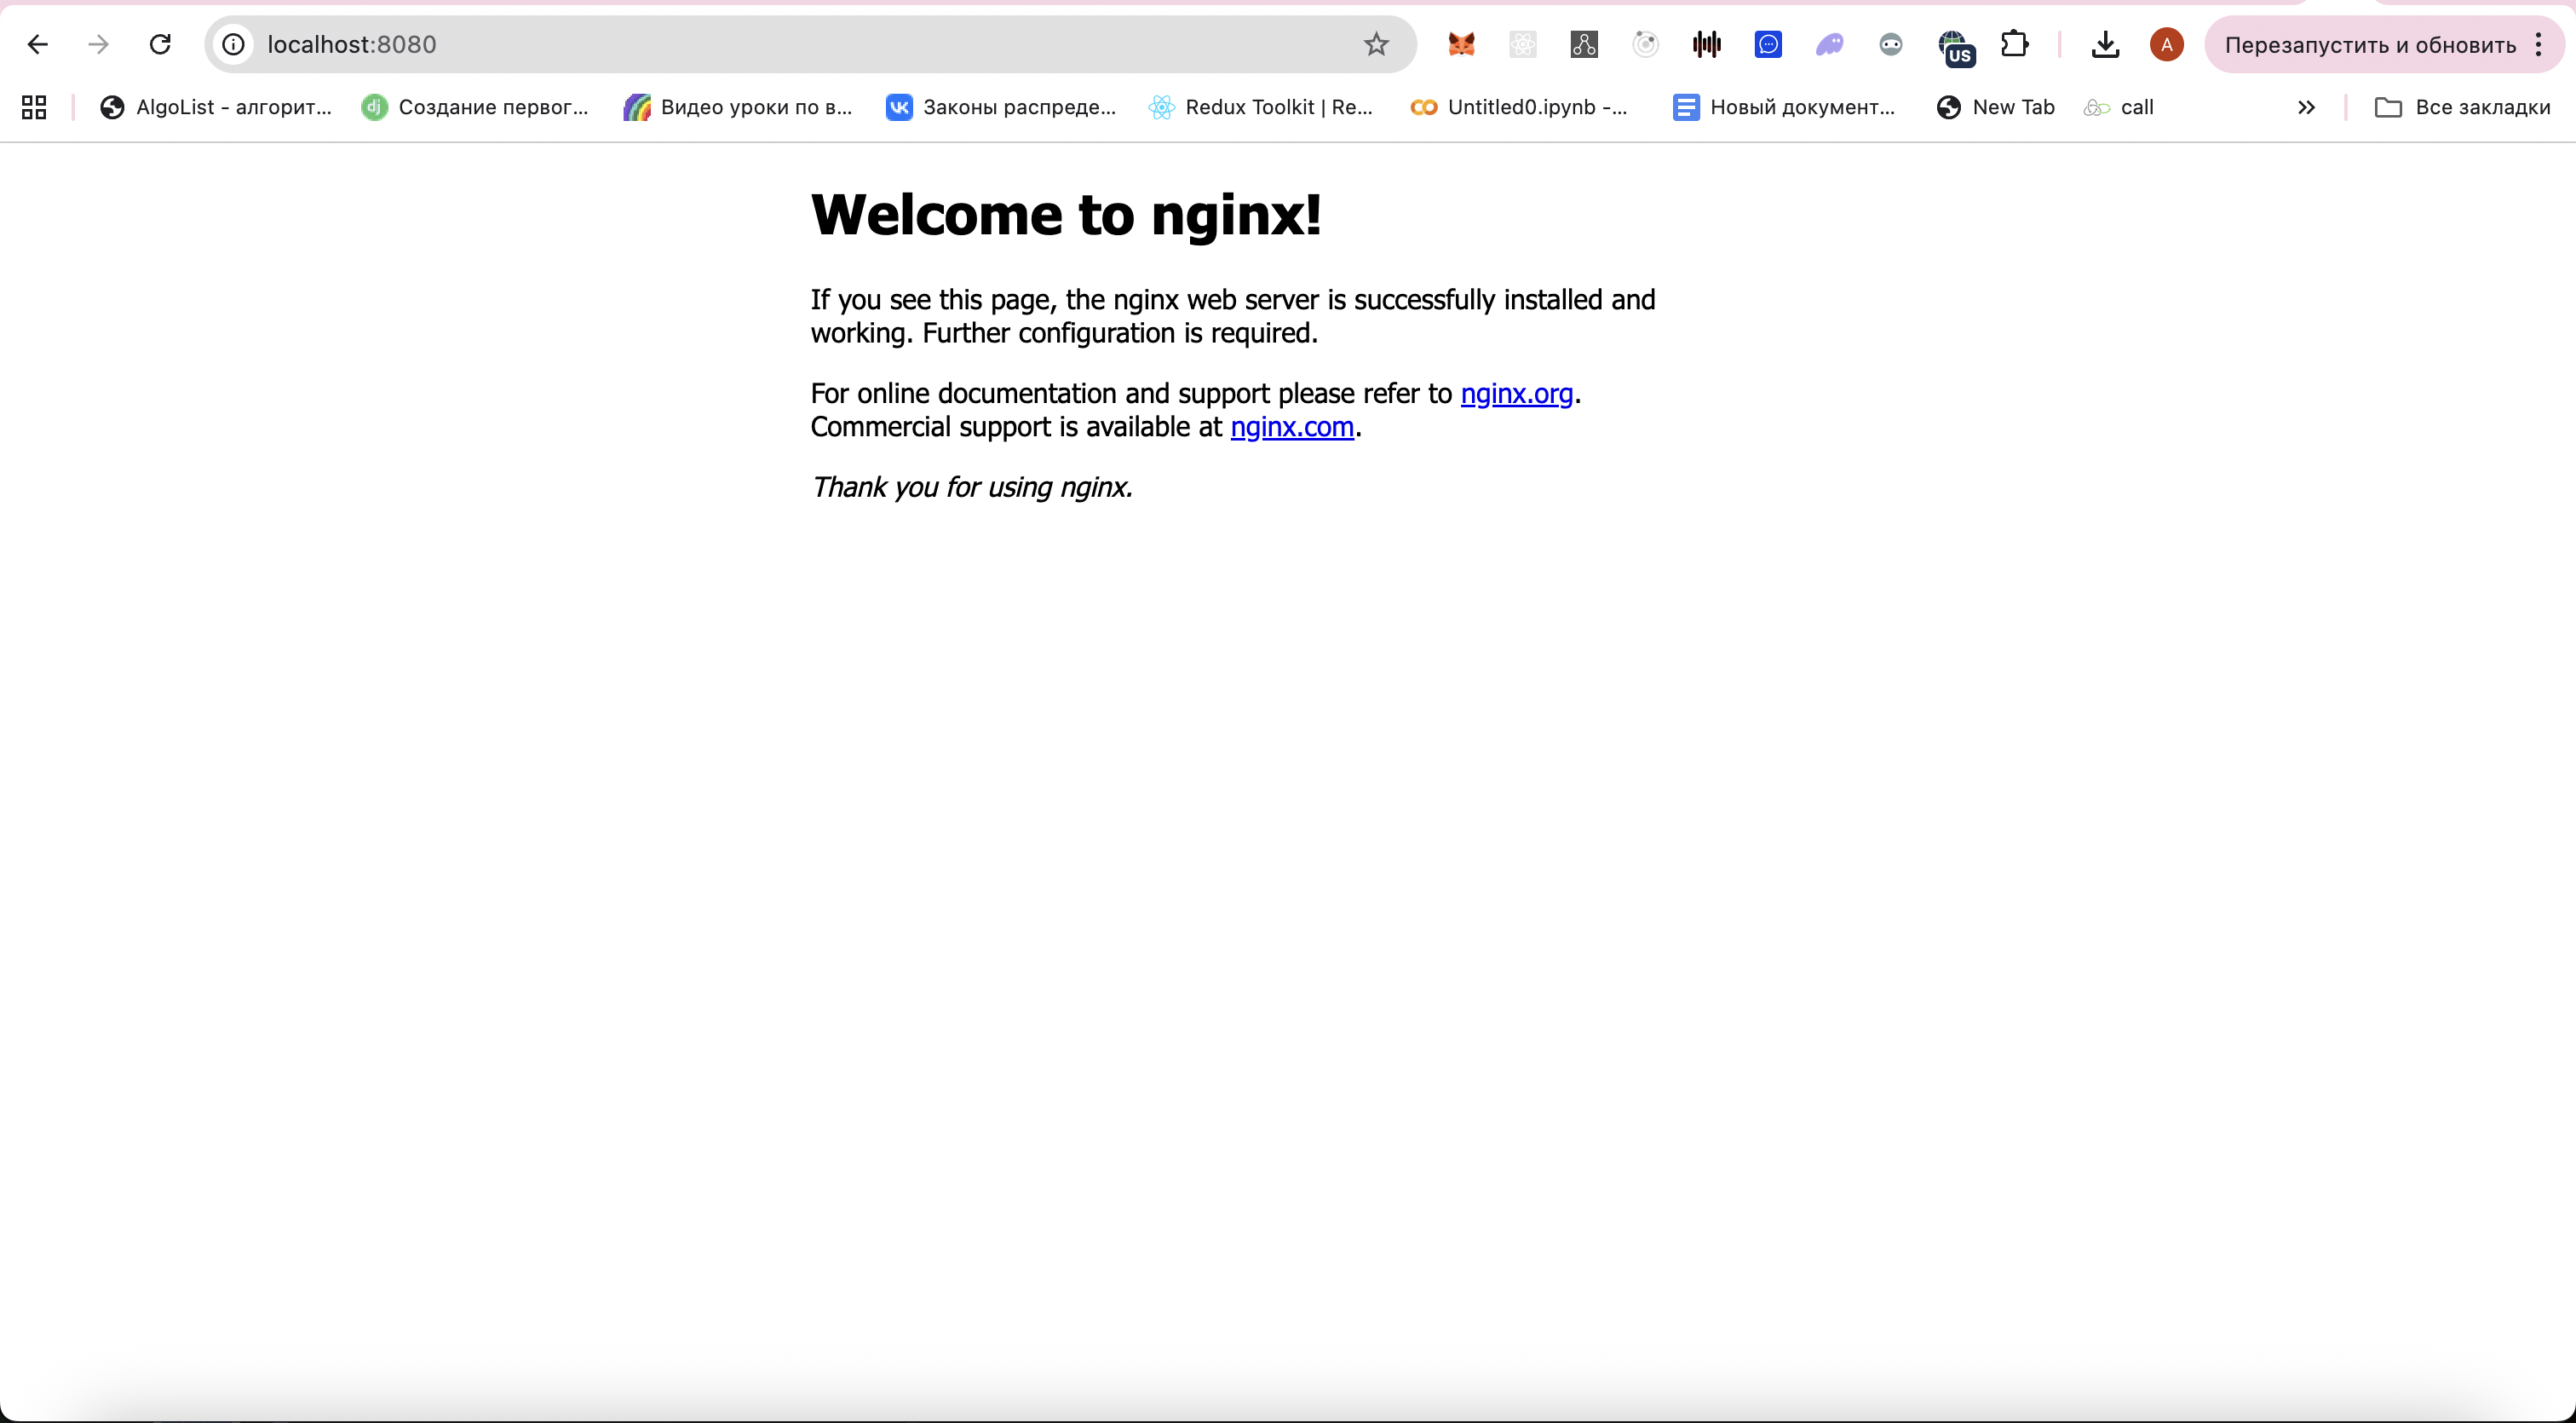 localhost:8080
US
A
Перезапустить и обновить
AlgoList - алгорит...
dj
Создание первог...
Видео уроки по в...
Законы распреде...
Redux Toolkit | Re...
Untitled0.ipynb -...
Новый документ...
New Tab
call
Все закладки
Welcome to nginx!
If you see this page, the nginx web server is successfully installed and
working. Further configuration is required.
For online documentation and support please refer to nginx.org.
Commercial support is available at nginx.com.
Thank you for using nginx.